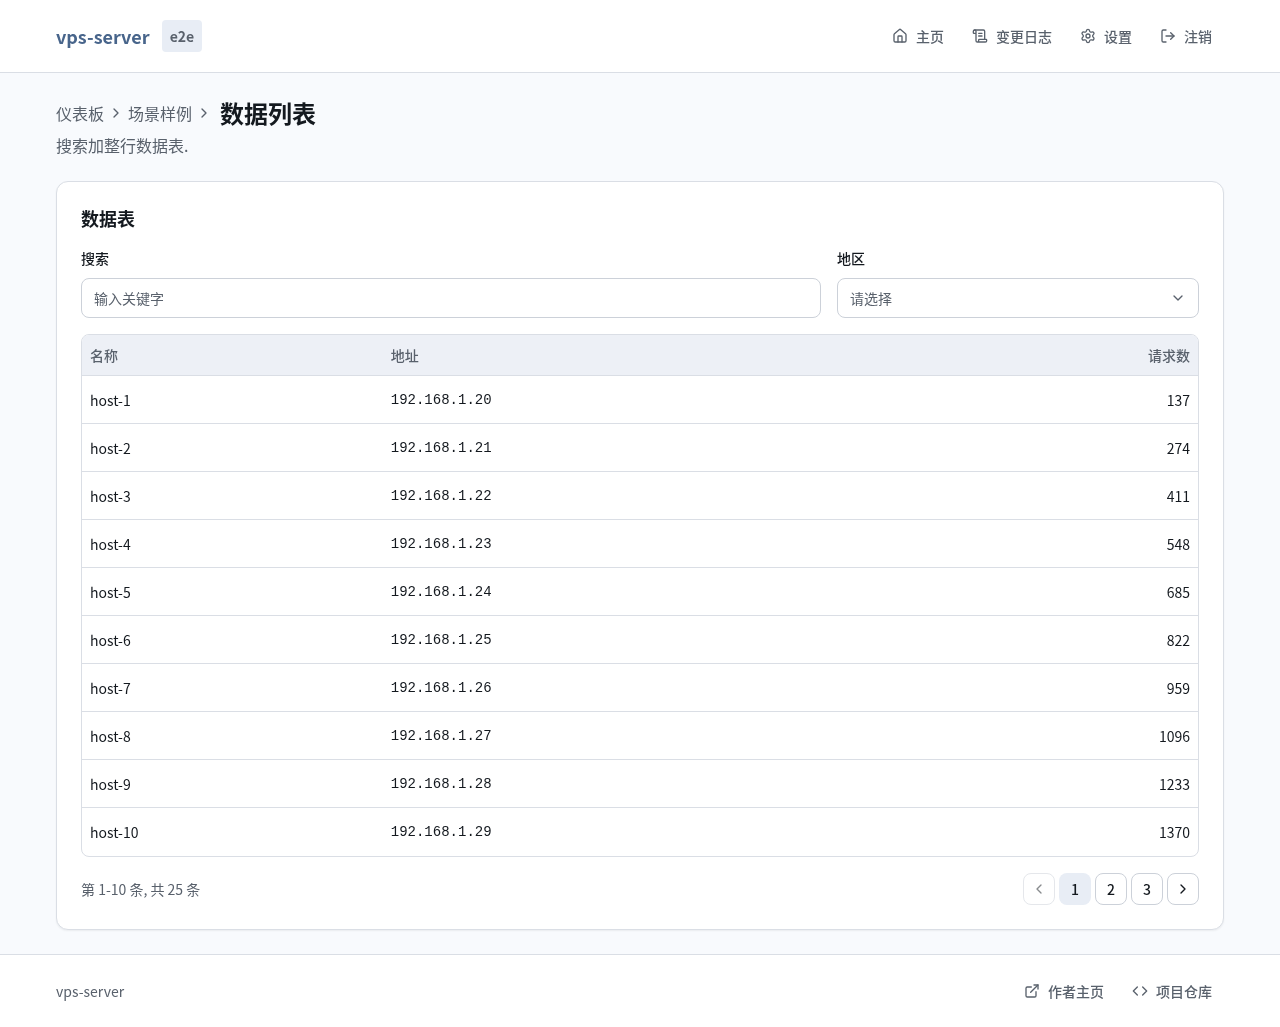 vps-server e2e 主页 变更日志 设置 注销
仪表板 场景样例 数据列表
搜索加整行数据表.
数据表
搜索 地区
输入关键字 请选择
名称 地址 请求数
host-1 192.168.1.20 137
host-2 192.168.1.21 274
host-3 192.168.1.22 411
host-4 192.168.1.23 548
host-5 192.168.1.24 685
host-6 192.168.1.25 822
host-7 192.168.1.26 959
host-8 192.168.1.27 1096
host-9 192.168.1.28 1233
host-10 192.168.1.29 1370
第 1-10 条, 共 25 条 1 2 3
vps-server 作者主页 项目仓库